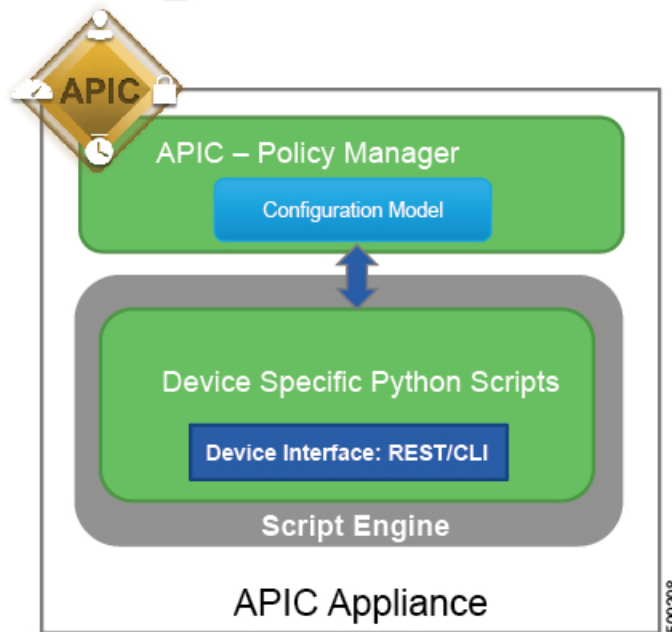 APIC
APIC – Policy Manager
Configuration Model
Device Specific Python Scripts
Device Interface: REST/CLI
Script Engine
APIC Appliance